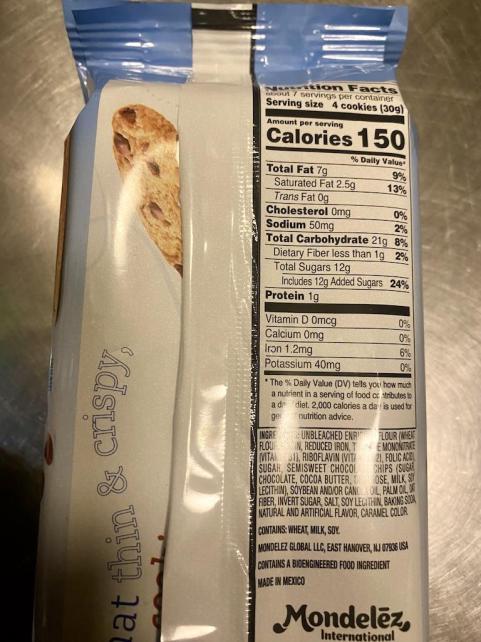 Nutrition Facts
about 7 servings per container
Serving size 4 cookies (30g)
Amount per serving
Calories 150
% Daily Value*
Total Fat 7g 9%
Saturated Fat 2.5g 13%
Trans Fat 0g
Cholesterol 0mg 0%
Sodium 50mg 2%
Total Carbohydrate 21g 8%
Dietary Fiber less than 1g 2%
Total Sugars 12g
Includes 12g Added Sugars 24%
Protein 1g
Vitamin D 0mcg 0%
Calcium 0mg 0%
Iron 1.2mg 6%
Potassium 40mg 0%
* The % Daily Value (DV) tells you how much
a nutrient in a serving of food contributes to
a daily diet. 2,000 calories a day is used for
nutrition advice.
UNBLEACHED FLOUR (WHEAT
REDUCED IRON, MONONITRATE
RIBOFLAVIN FOLIC ACID),
SUGAR, SEMISWEET CHIPS (SUGAR,
CHOCOLATE, COCOA BUTTER, MILK, SOY
LECITHIN), SOYBEAN AND/OR OIL, PALM OIL, OAT
FIBER, INVERT SUGAR, SALT, SOY LECITHIN, BAKING SODA,
NATURAL AND ARTIFICIAL FLAVOR, CARAMEL COLOR.
CONTAINS: WHEAT, MILK, SOY.
MONDELEZ GLOBAL LLC, EAST HANOVER, NJ 07936 USA
CONTAINS A BIOENGINEERED FOOD INGREDIENT
MADE IN MEXICO
Mondelēz
International
thin & crispy,